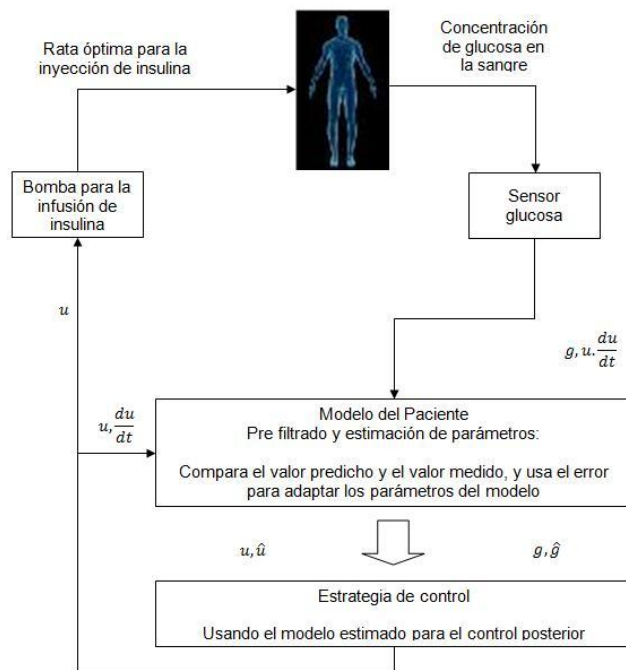 Rata óptima para la
inyección de insulina
Concentración
de glucosa en
la sangre
Bomba para la
infusión de
insulina
Sensor
glucosa
u
g, u. du/dt
u, du/dt
Modelo del Paciente
Pre filtrado y estimación de parámetros:
Compara el valor predicho y el valor medido, y usa el error
para adaptar los parámetros del modelo
u, û
g, ĝ
Estrategia de control
Usando el modelo estimado para el control posterior